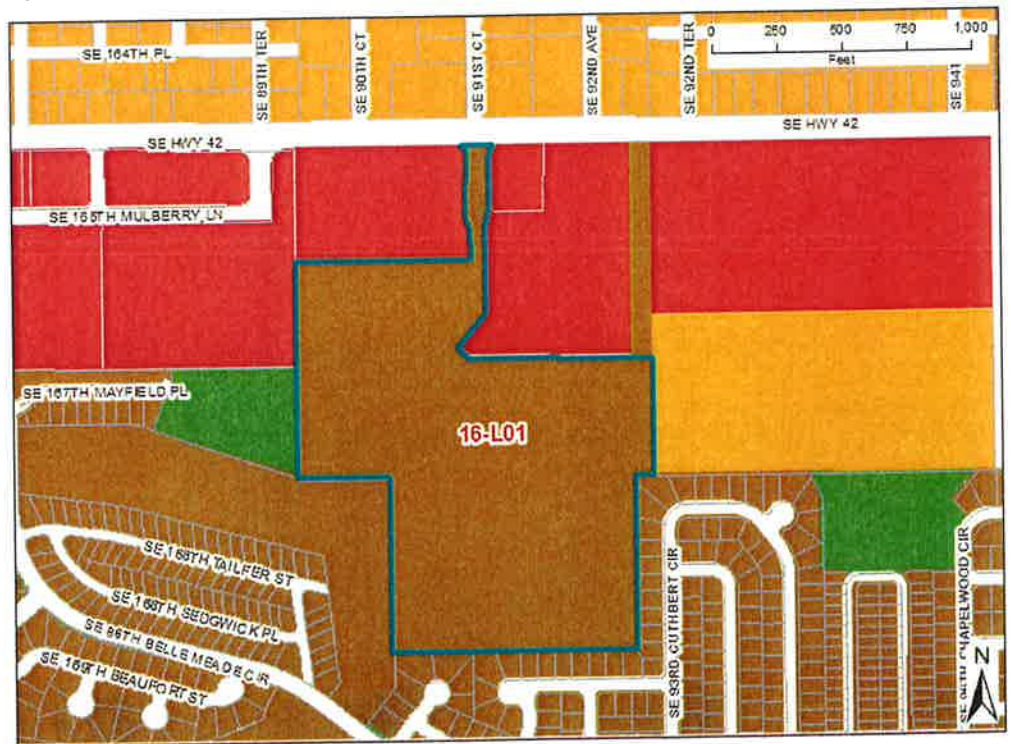 SE 164TH PL
SE 89TH TER
SE 90TH CT
SE 91ST CT
SE 92ND AVE
SE 92ND TER
0 250 500 750 1,000
Feet
SE 941
SE HWY 42
SE HWY 42
SE 165TH MULBERRY LN
SE 167TH MAYFIELD PL
16-L01
SE 168TH TAILFER ST
SE 168TH SEDGWICK PL
SE 96TH BELLE MEADE CIR
SE 169TH BEAUFORT ST
SE 93RD CUTHBERT CIR
CHAPELWOOD CIR
N